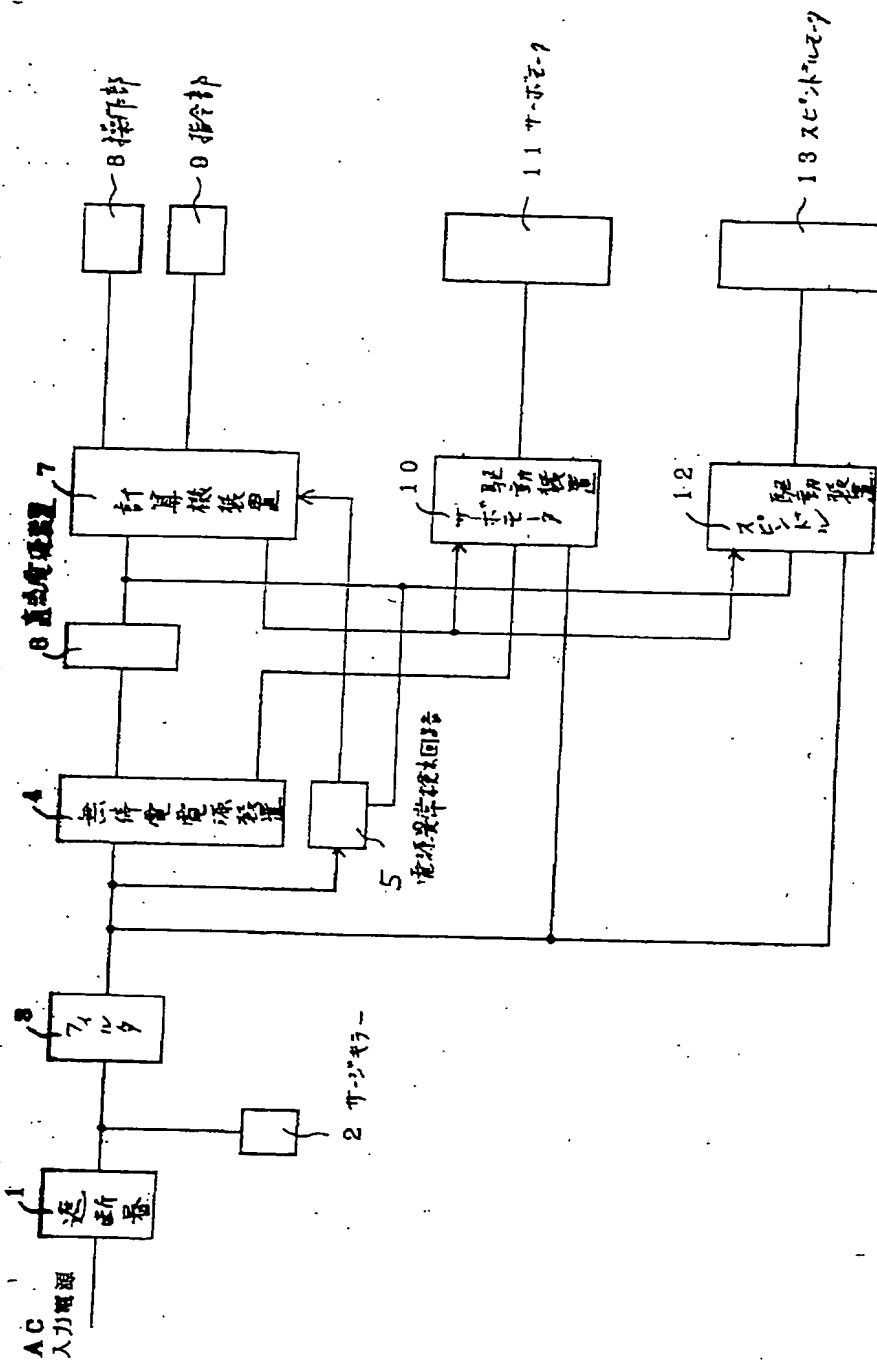 AC
入力電源
1
遮断器
2 サージキラー
3
フィルタ
4
無停電電源装置
5
電源異常検出回路
6 直流電源装置
7
計算機装置
8 操作部
9 指令部
10
サーボモータ
駆動装置
11 サーボモータ
12
スピンドル
駆動装置
13 スピンドルモータ